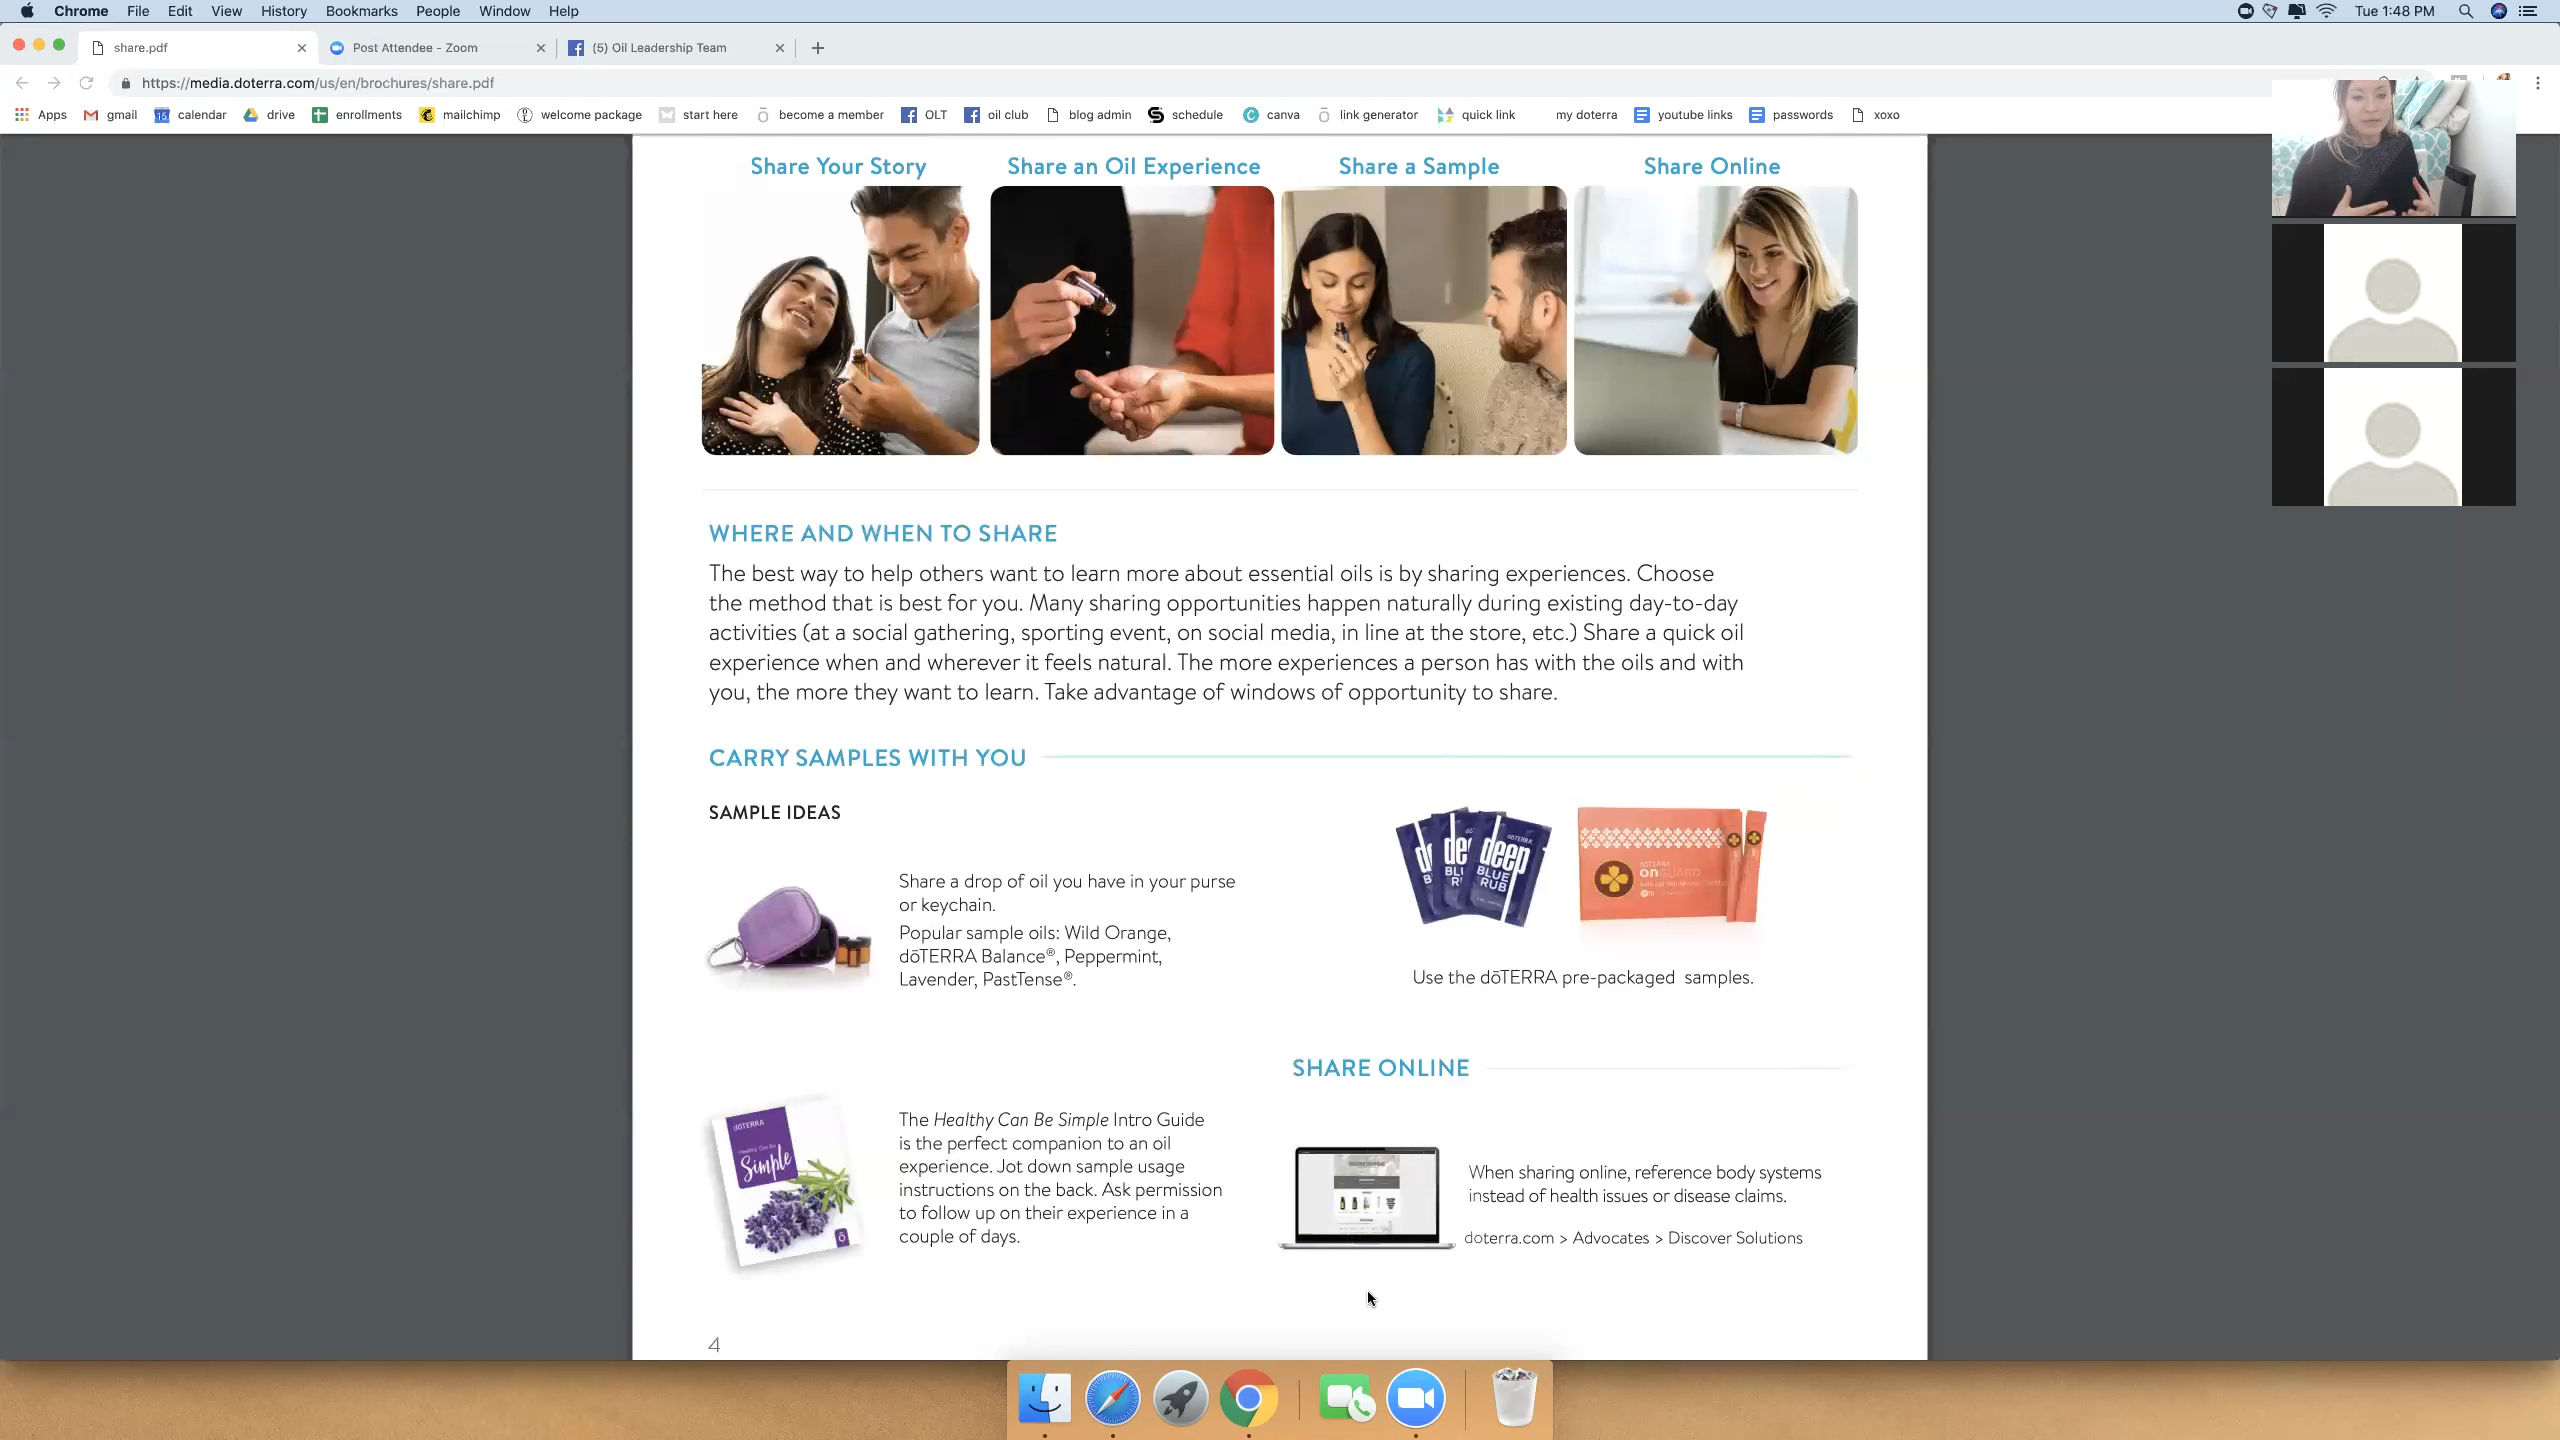 Chrome File Edit View History Bookmarks People Window Help
Tue 1:48 PM
share.pdf
Post Attendee - Zoom
(5) Oil Leadership Team
https://media.doterra.com/us/en/brochures/share.pdf
Apps gmail calendar drive enrollments mailchimp welcome package start here become a member OLT oil club blog admin schedule canva link generator quick link my doterra youtube links passwords xoxo
Share Your Story
Share an Oil Experience
Share a Sample
Share Online
WHERE AND WHEN TO SHARE
The best way to help others want to learn more about essential oils is by sharing experiences. Choose
the method that is best for you. Many sharing opportunities happen naturally during existing day-to-day
activities (at a social gathering, sporting event, on social media, in line at the store, etc.) Share a quick oil
experience when and wherever it feels natural. The more experiences a person has with the oils and with
you, the more they want to learn. Take advantage of windows of opportunity to share.
CARRY SAMPLES WITH YOU
SAMPLE IDEAS
Share a drop of oil you have in your purse
or keychain.
Popular sample oils: Wild Orange,
dōTERRA Balance®, Peppermint,
Lavender, PastTense®.
dōTERRA
deep
BLUE
RUB
dōTERRA
onGUARD
Use the dōTERRA pre-packaged samples.
dōTERRA
Healthy Can Be
Simple
The Healthy Can Be Simple Intro Guide
is the perfect companion to an oil
experience. Jot down sample usage
instructions on the back. Ask permission
to follow up on their experience in a
couple of days.
SHARE ONLINE
When sharing online, reference body systems
instead of health issues or disease claims.
doterra.com > Advocates > Discover Solutions
4